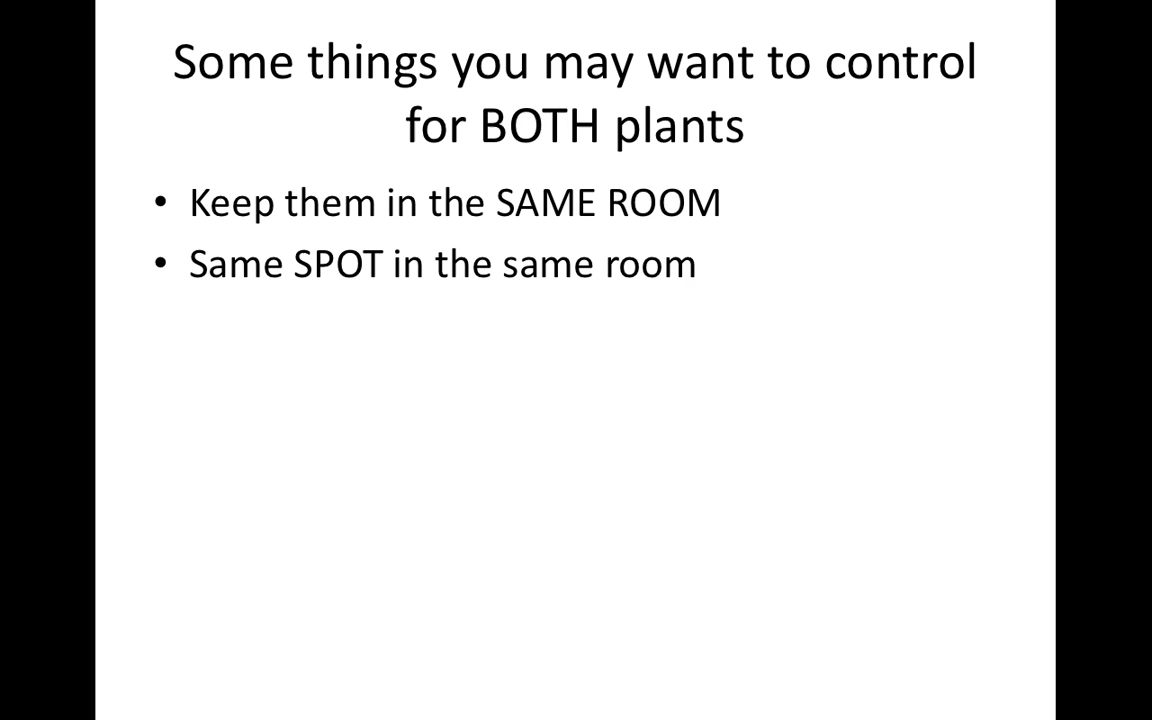 Some things you may want to control
for BOTH plants
• Keep them in the SAME ROOM
• Same SPOT in the same room